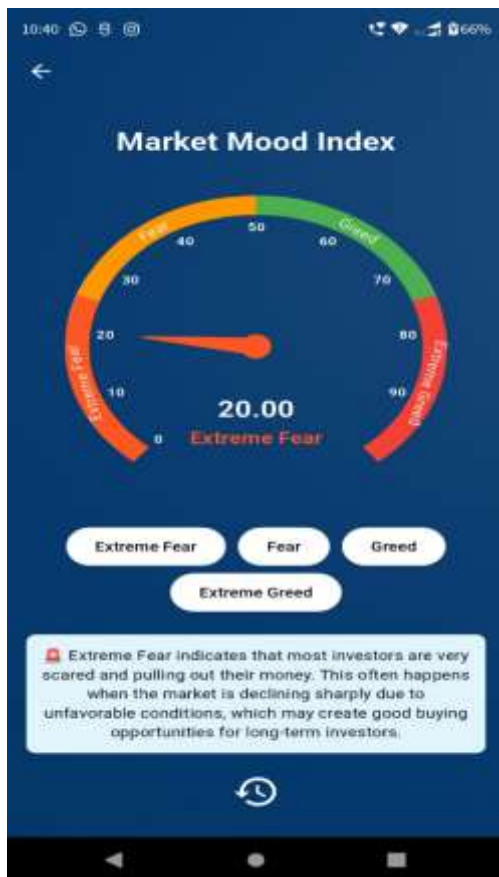 10:40
66%
Market Mood Index
Fear
Greed
50
40
60
30
70
20
80
Extreme Fear
Extreme Greed
10
90
20.00
0
Extreme Fear
Extreme Fear
Fear
Greed
Extreme Greed
🚨 Extreme Fear indicates that most investors are very
scared and pulling out their money. This often happens
when the market is declining sharply due to
unfavorable conditions, which may create good buying
opportunities for long-term investors.